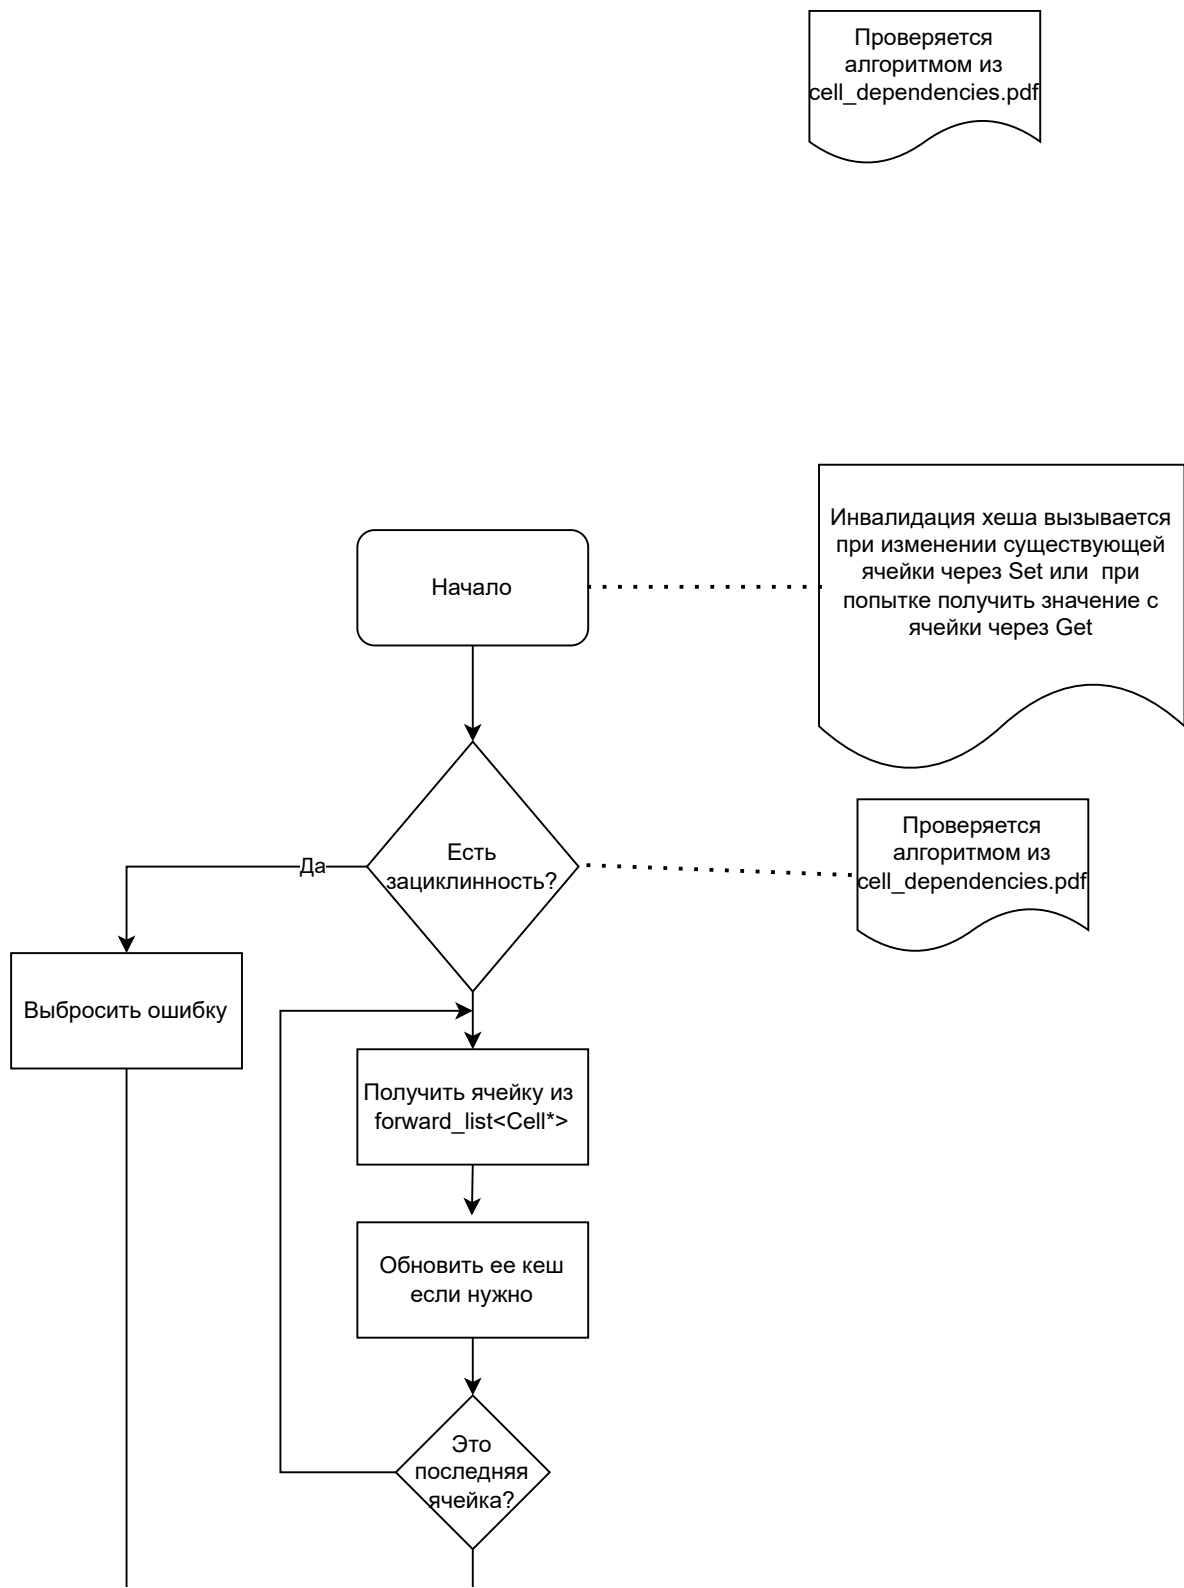 Проверяется
алгоритмом из
cell_dependencies.pdf
Инвалидация хеша вызывается
при изменении существующей
ячейки через Set или  при
попытке получить значение с
ячейки через Get
Начало
Проверяется
алгоритмом из
cell_dependencies.pdf
Есть
зациклинность?
Да
Выбросить ошибку
Получить ячейку из
forward_list<Cell*>
Обновить ее кеш
если нужно
Это
последняя
ячейка?